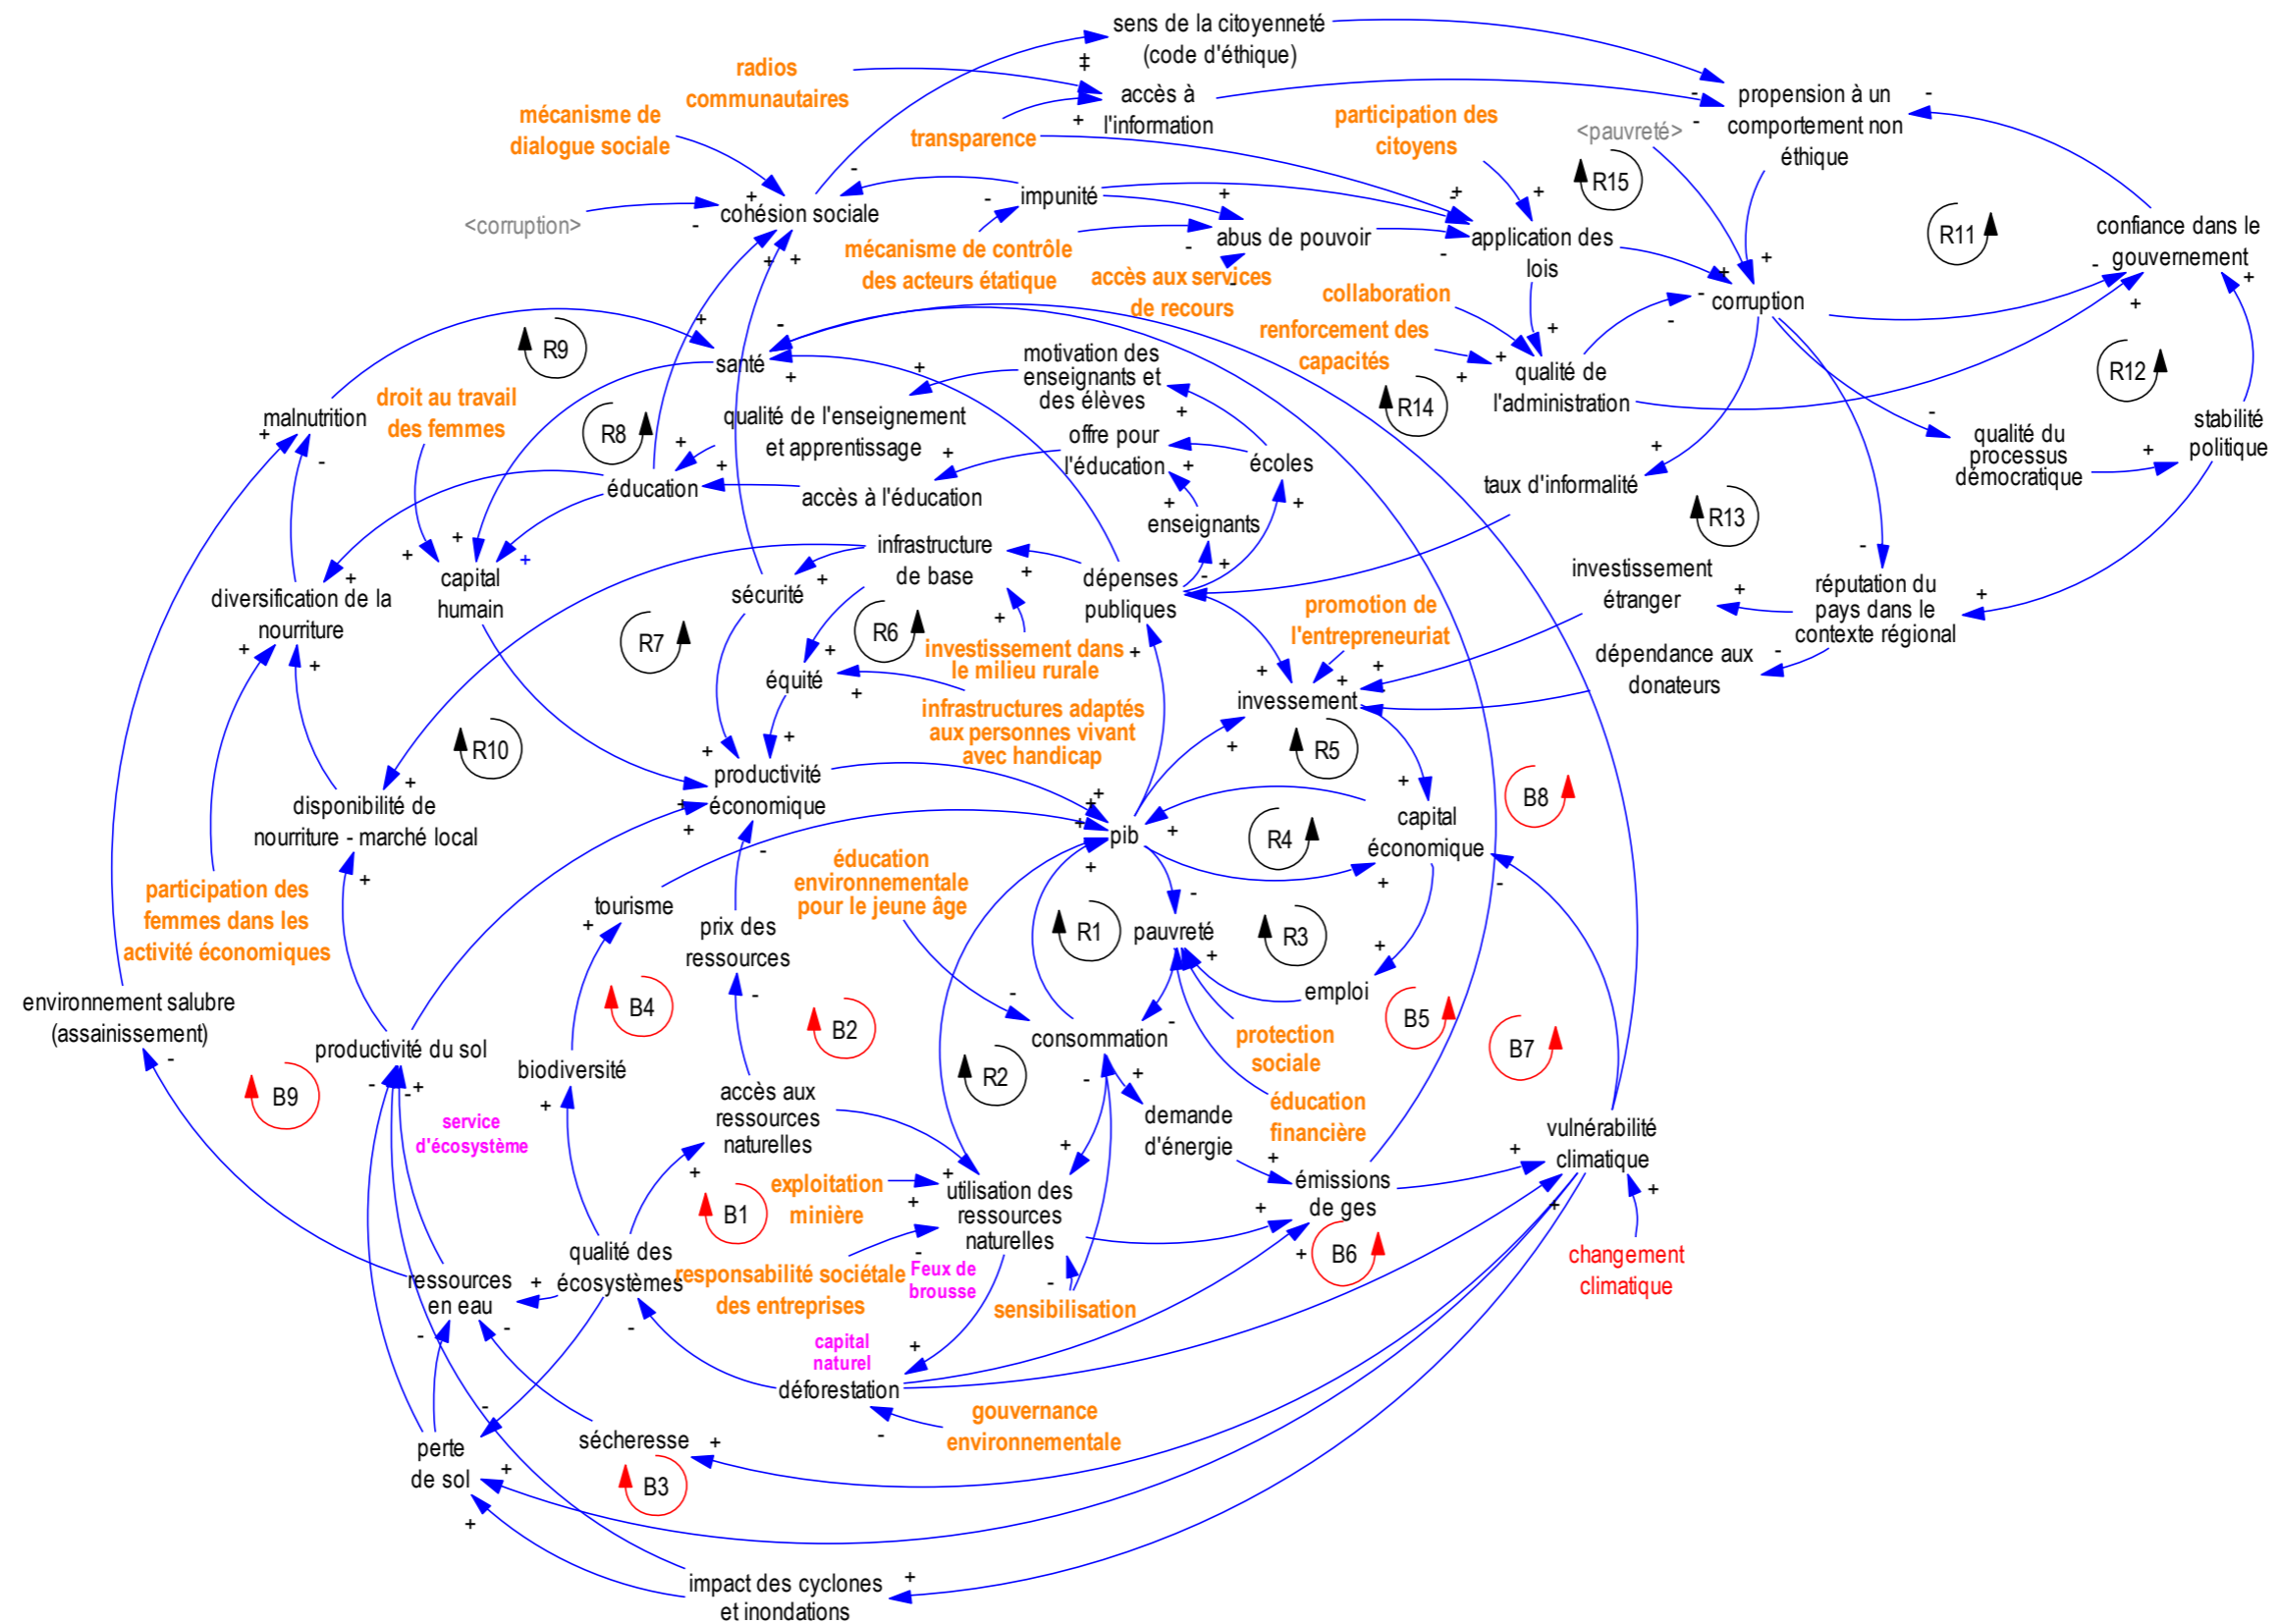 sens de la citoyenneté
(code d'éthique)
radios
communautaires
accès à
l'information
propension à un
comportement non
éthique
mécanisme de
dialogue sociale
transparence
participation des
citoyens
<pauvreté>
R15
impunité
<corruption>
cohésion sociale
mécanisme de contrôle
des acteurs étatique
abus de pouvoir
application des
lois
R11
confiance dans le
gouvernement
accès aux services
de recours
collaboration
corruption
renforcement des
capacités
R9
santé
motivation des
enseignants et
des élèves
qualité de
l'administration
R12
R14
droit au travail
des femmes
malnutrition
R8
qualité de l'enseignement
et apprentissage
offre pour
l'éducation
écoles
qualité du
processus
démocratique
stabilité
politique
éducation
accès à l'éducation
taux d'informalité
enseignants
R13
infrastructure
de base
capital
humain
sécurité
dépenses
publiques
investissement
étranger
réputation du
pays dans le
contexte régional
diversification de la
nourriture
R7
R6
investissement dans
le milieu rurale
promotion de
l'entrepreneuriat
dépendance aux
donateurs
équité
invessement
infrastructures adaptés
aux personnes vivant
avec handicap
R10
R5
productivité
économique
B8
disponibilité de
nourriture - marché local
pib
R4
capital
économique
éducation
environnementale
pour le jeune âge
participation des
femmes dans les
activité économiques
tourisme
prix des
ressources
R1
pauvreté
R3
emploi
environnement salubre
(assainissement)
B4
B2
B5
consommation
protection
sociale
B7
productivité du sol
biodiversité
R2
B9
service
d'écosystème
accès aux
ressources
naturelles
demande
d'énergie
éducation
financière
vulnérabilité
climatique
exploitation
minière
utilisation des
ressources
naturelles
émissions
de ges
B1
B6
qualité des
écosystèmes
responsabilité sociétale
des entreprises
Feux de
brousse
changement
climatique
ressources
en eau
sensibilisation
capital
naturel
déforestation
gouvernance
environnementale
sécheresse
perte
de sol
B3
impact des cyclones
et inondations